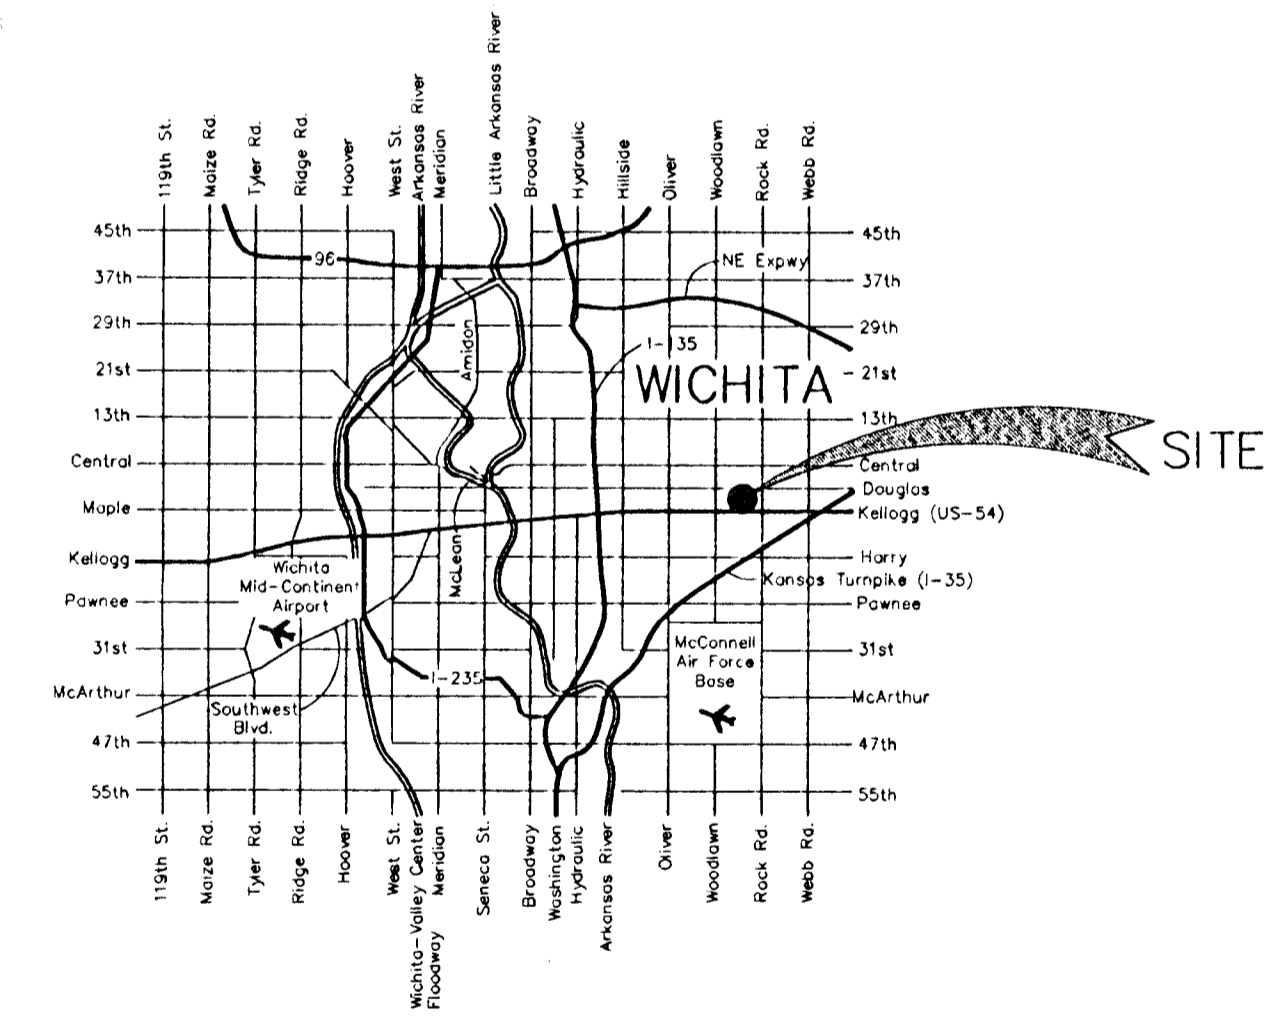 119th St.
Maize Rd.
Tyler Rd.
Ridge Rd.
Hoover
West St.
Arkansas River
Meridian
Little Arkansas River
Broadway
Hydraulic
Hillside
Oliver
Woodlawn
Rock Rd.
Webb Rd.
45th
45th
96
NE Expwy
37th
37th
29th
29th
Amidon
I-135
21st
WICHITA
21st
13th
13th
SITE
Central
Central
Douglas
Maple
Kellogg (US-54)
Kellogg
McLean
Harry
Wichita
Mid-Continent
Airport
Kansas Turnpike (I-35)
Pawnee
Pawnee
31st
McConnell
Air Force
Base
31st
I-235
McArthur
McArthur
Southwest
Blvd.
47th
47th
55th
55th
119th St.
Maize Rd.
Tyler Rd.
Ridge Rd.
Hoover
West St.
Wichita-Valley Center
Floodway
Meridian
Seneca St.
Broadway
Washington
Hydraulic
Arkansas River
Oliver
Woodlawn
Rock Rd.
Webb Rd.